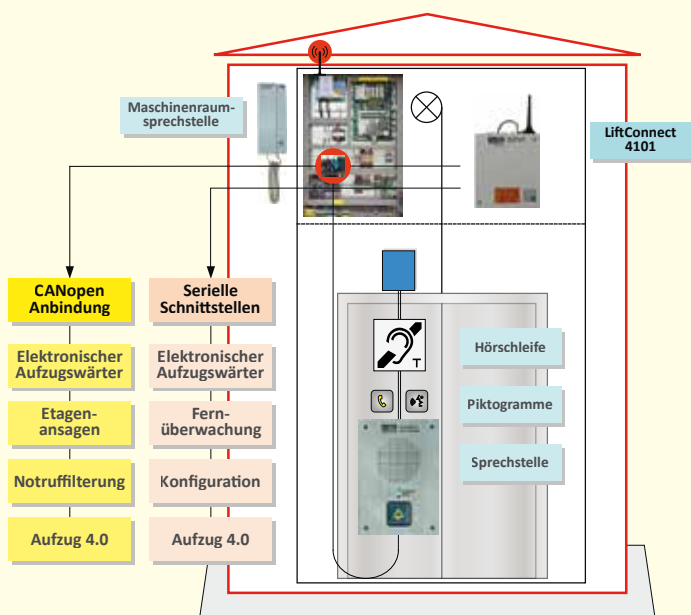 Maschinenraum-
sprechstelle
LiftConnect
4101
CANopen
Anbindung
Elektronischer
Aufzugswärter
Etagen-
ansagen
Notruffilterung
Aufzug 4.0
Serielle
Schnittstellen
Elektronischer
Aufzugswärter
Fern-
überwachung
Konfiguration
Aufzug 4.0
T
Hörschleife
Piktogramme
Sprechstelle